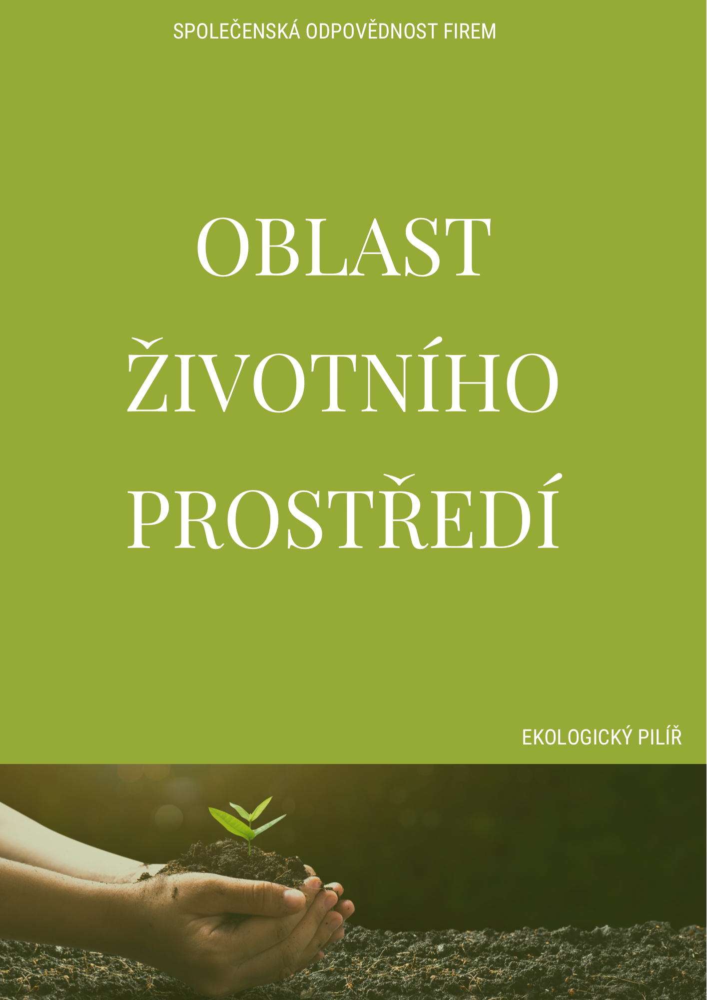 SPOLEČENSKÁ ODPOVĚDNOST FIREM
OBLAST
ŽIVOTNÍHO
PROSTŘEDÍ
EKOLOGICKÝ PILÍŘ